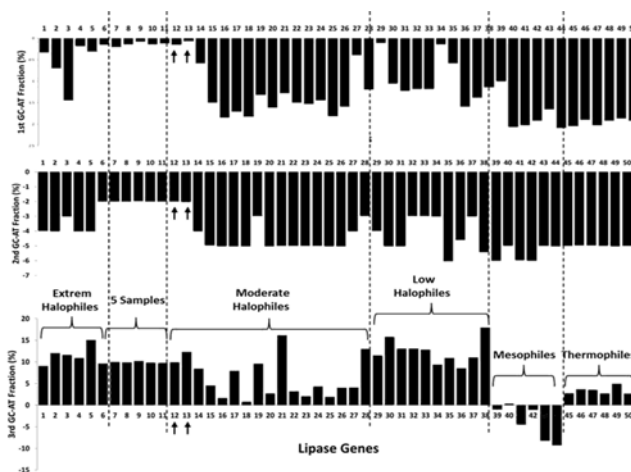 1 2 3 4 5 6 7 8 9 10 11 12 13 14 15 16 17 18 19 20 21 22 23 24 25 26 27 28 29 30 31 32 33 34 35 36 37 38 39 40 41 42 43 44 45 46 47 48 49
1st GC-AT Fraction (%)
1 2 3 4 5 6 7 8 9 10 11 12 13 14 15 16 17 18 19 20 21 22 23 24 25 26 27 28 29 30 31 32 33 34 35 36 37 38 39 40 41 42 43 44 45 46 47 48 49 50
2nd GC-AT Fraction (%)
0
-1
-2
-3
-4
-5
-6
-7
Extrem Halophiles
5 Samples
Moderate Halophiles
Low Halophiles
Mesophiles
Thermophiles
3rd GC-AT Fraction (%)
20
15
10
5
0
-5
-10
-15
1 2 3 4 5 6 7 8 9 10 11 12 13 14 15 16 17 18 19 20 21 22 23 24 25 26 27 28 29 30 31 32 33 34 35 36 37 38 39 40 41 42 43 44 45 46 47 48 49 50
Lipase Genes